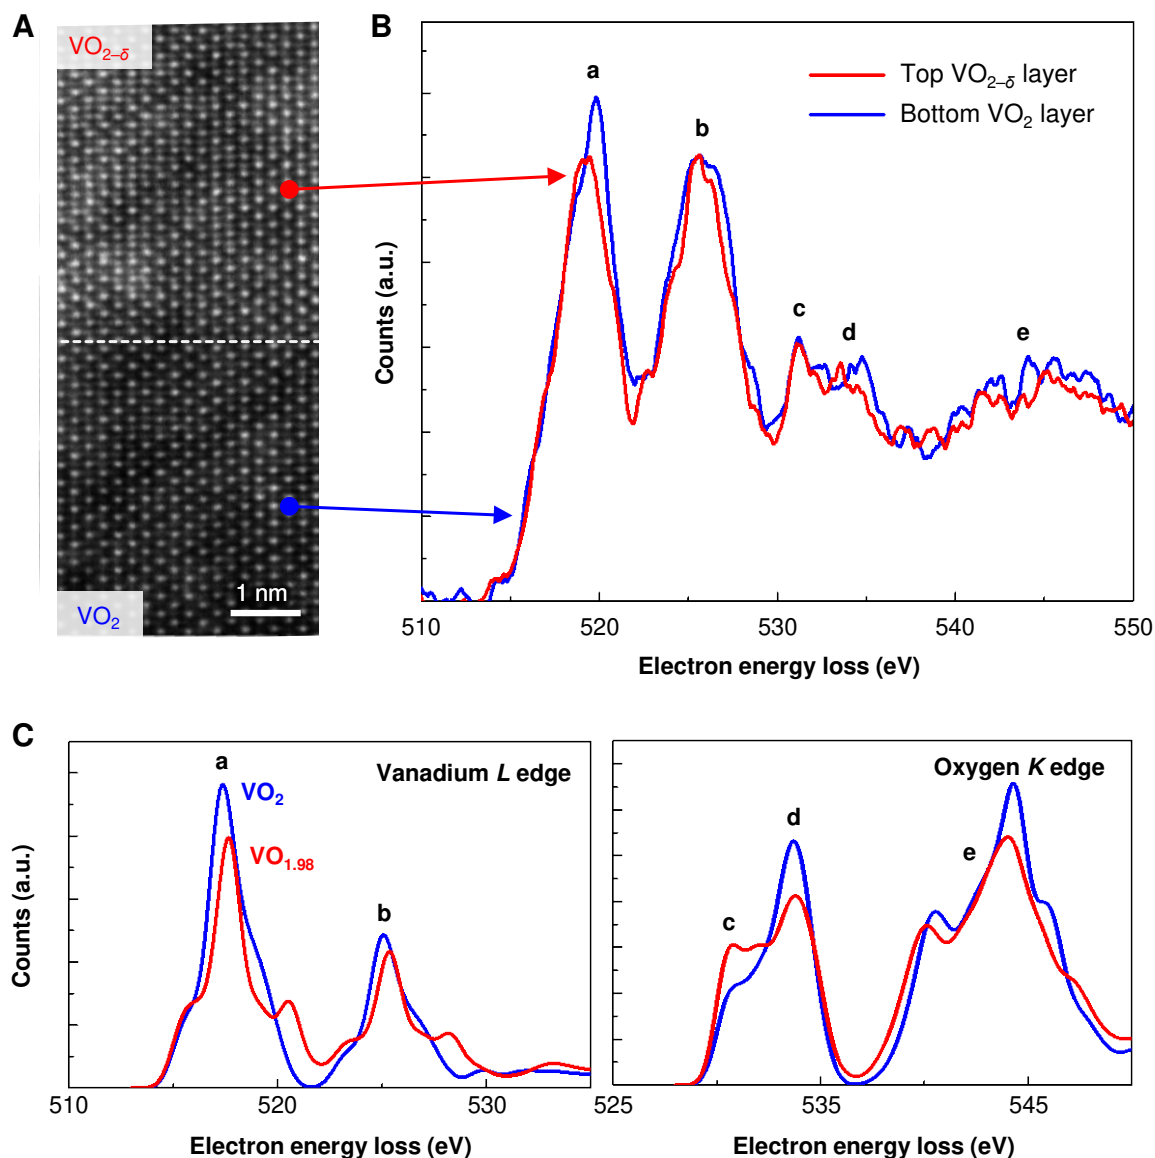 A
VO2–δ
VO2
1 nm
B
a
b
c
d
e
Top VO2–δ layer
Bottom VO2 layer
Counts (a.u.)
510
520
530
540
550
Electron energy loss (eV)
C
a
b
Vanadium L edge
VO2
VO1.98
Counts (a.u.)
510
520
530
Electron energy loss (eV)
c
d
e
Oxygen K edge
525
535
545
Electron energy loss (eV)